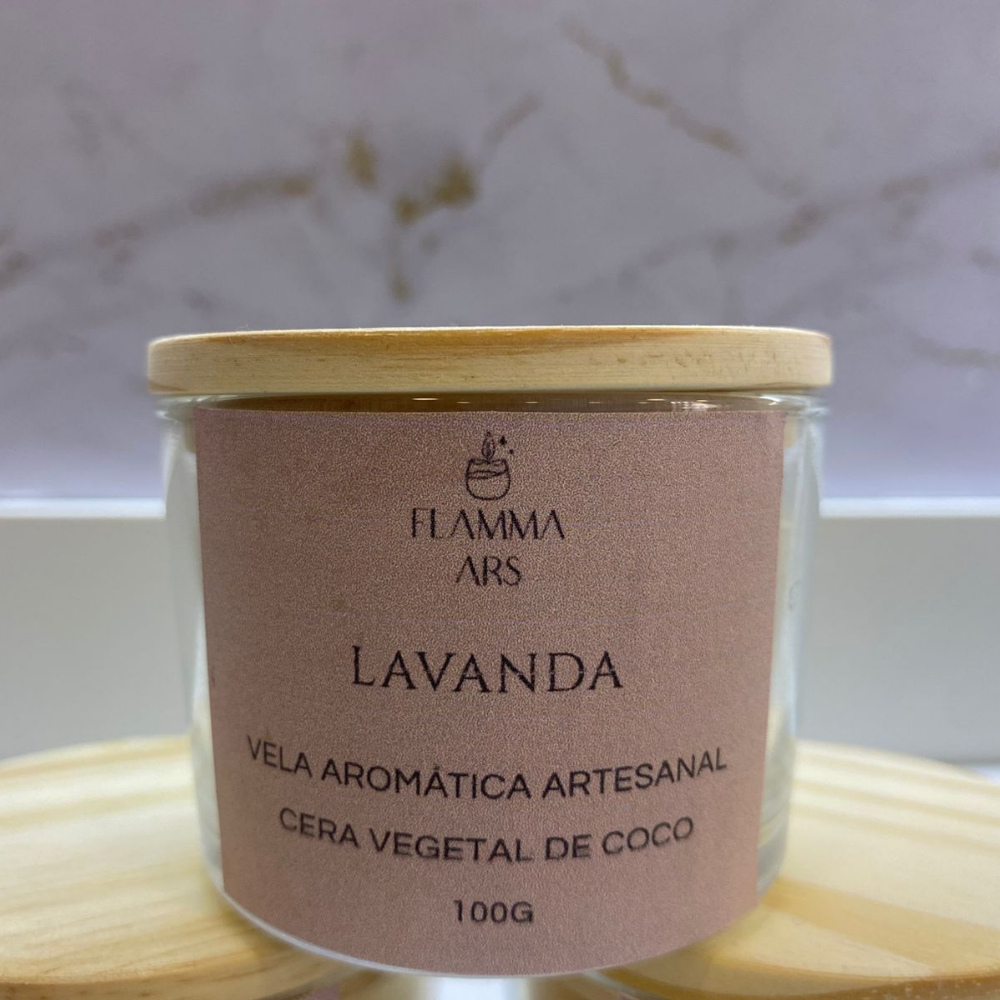 FLAMMA
ARS
LAVANDA
VELA AROMÁTICA ARTESANAL
CERA VEGETAL DE COCO
100G